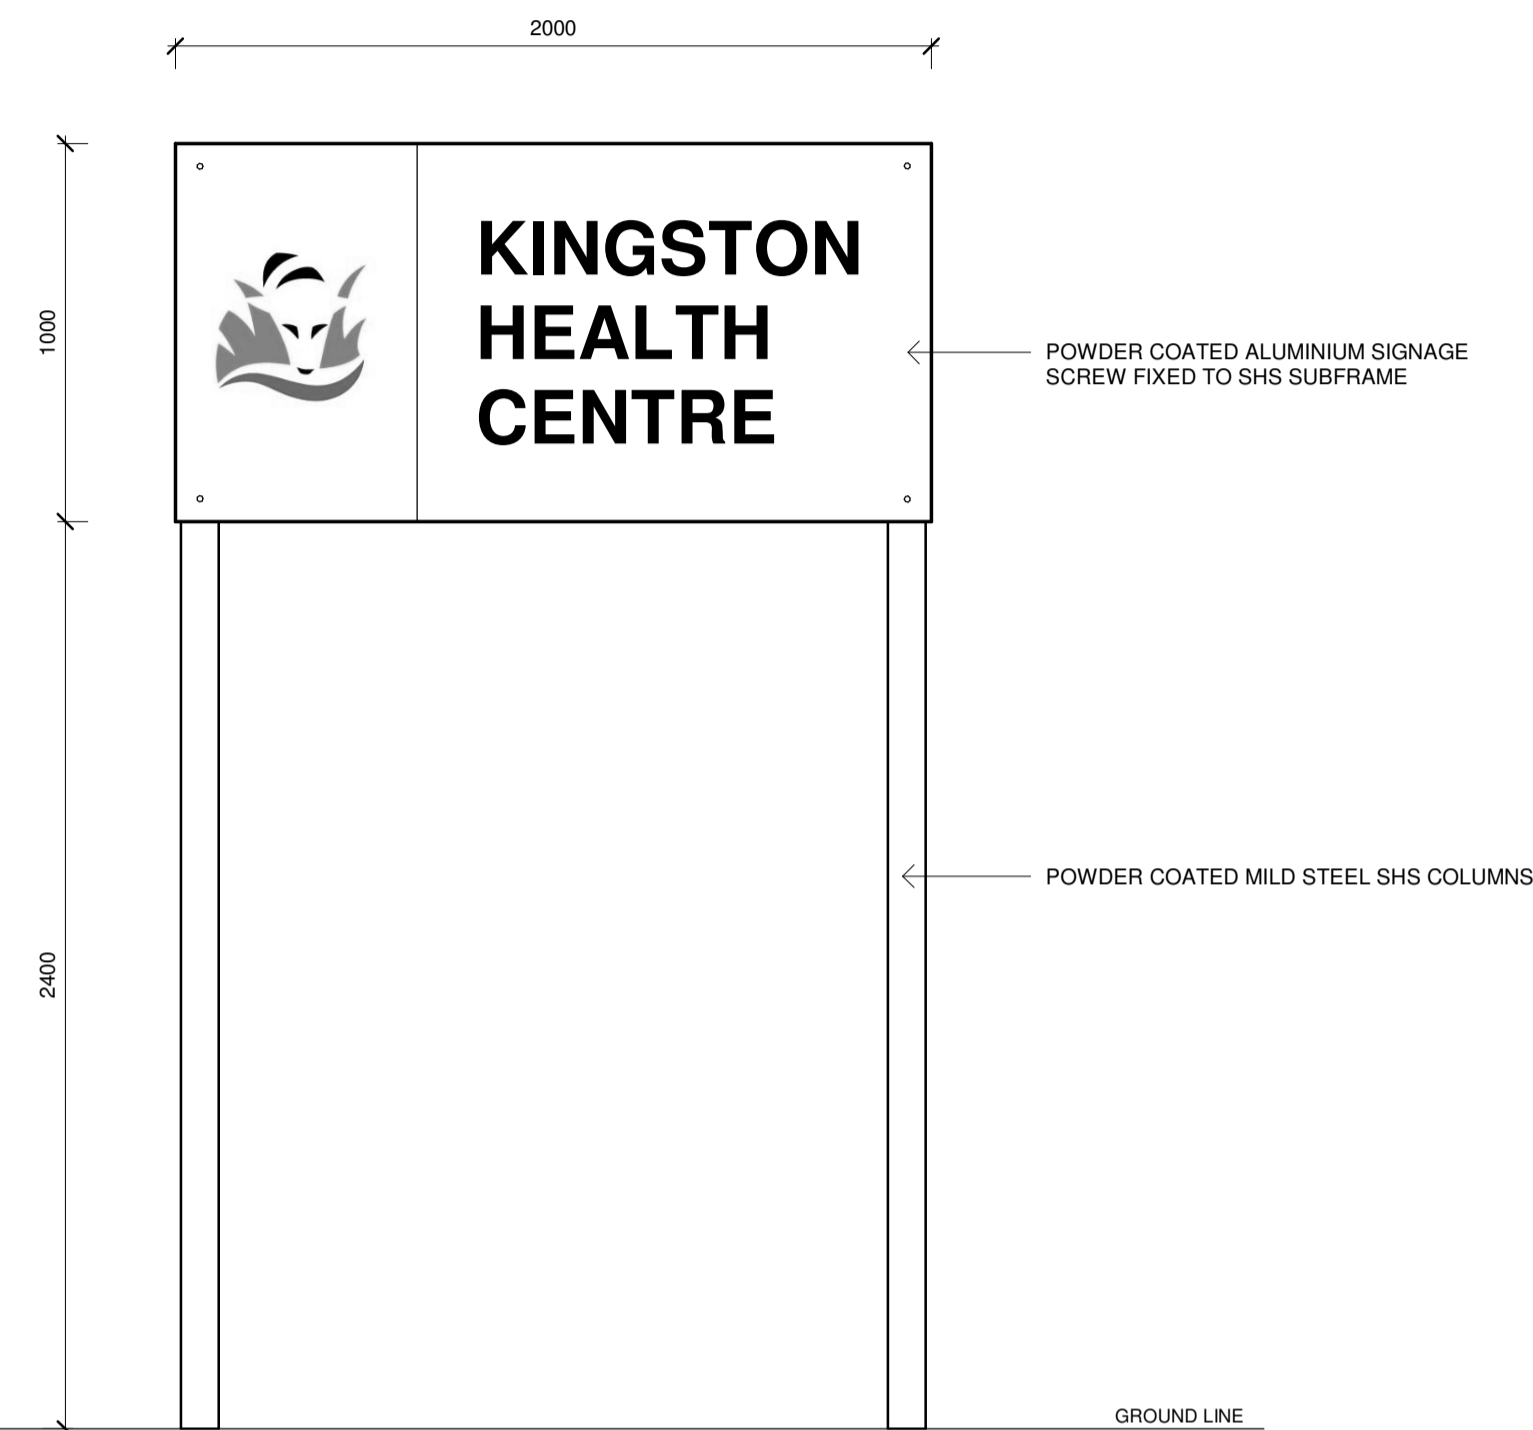 2000
1000
KINGSTON
HEALTH
CENTRE
POWDER COATED ALUMINIUM SIGNAGE
SCREW FIXED TO SHS SUBFRAME
POWDER COATED MILD STEEL SHS COLUMNS
2400
GROUND LINE